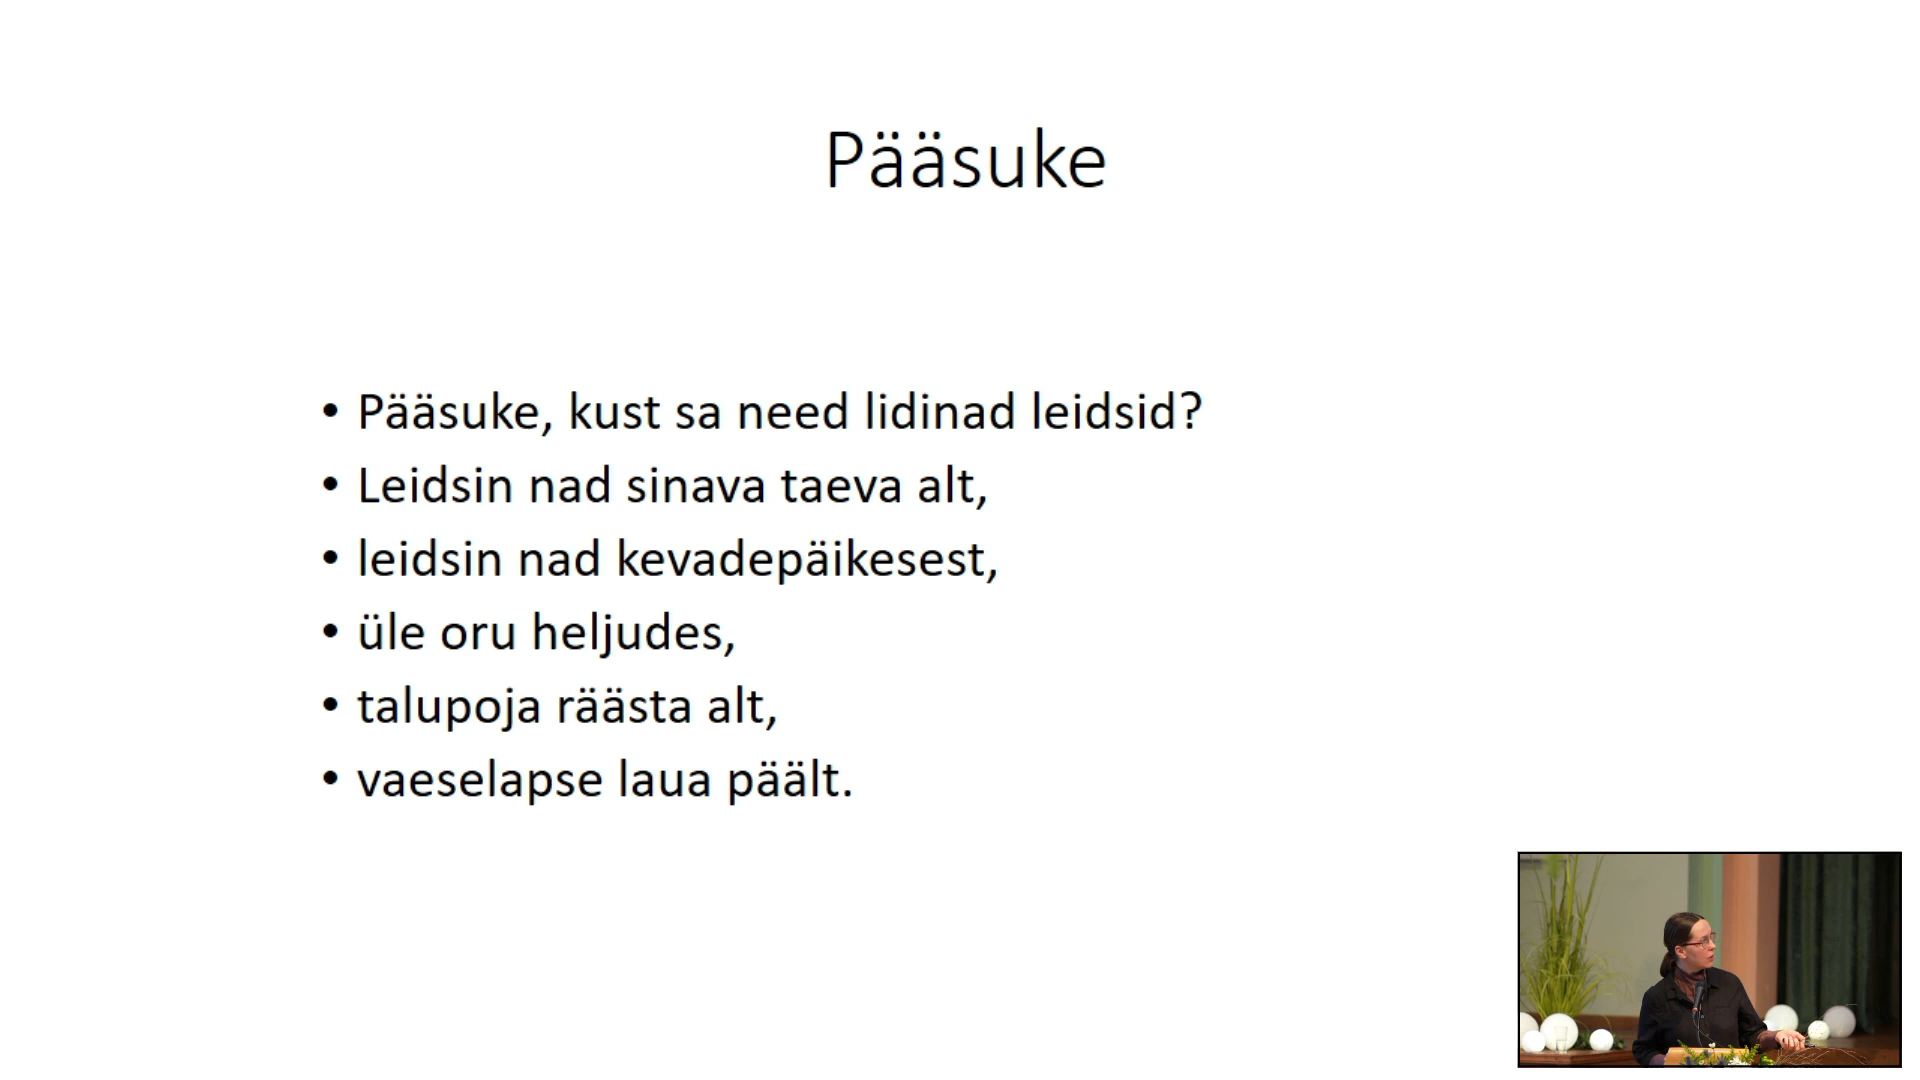 Pääsuke
• Pääsuke, kust sa need lidinad leidsid?
• Leidsin nad sinava taeva alt,
• leidsin nad kevadepäikesest,
• üle oru heljudes,
• talupoja räästa alt,
• vaeselapse laua päält.